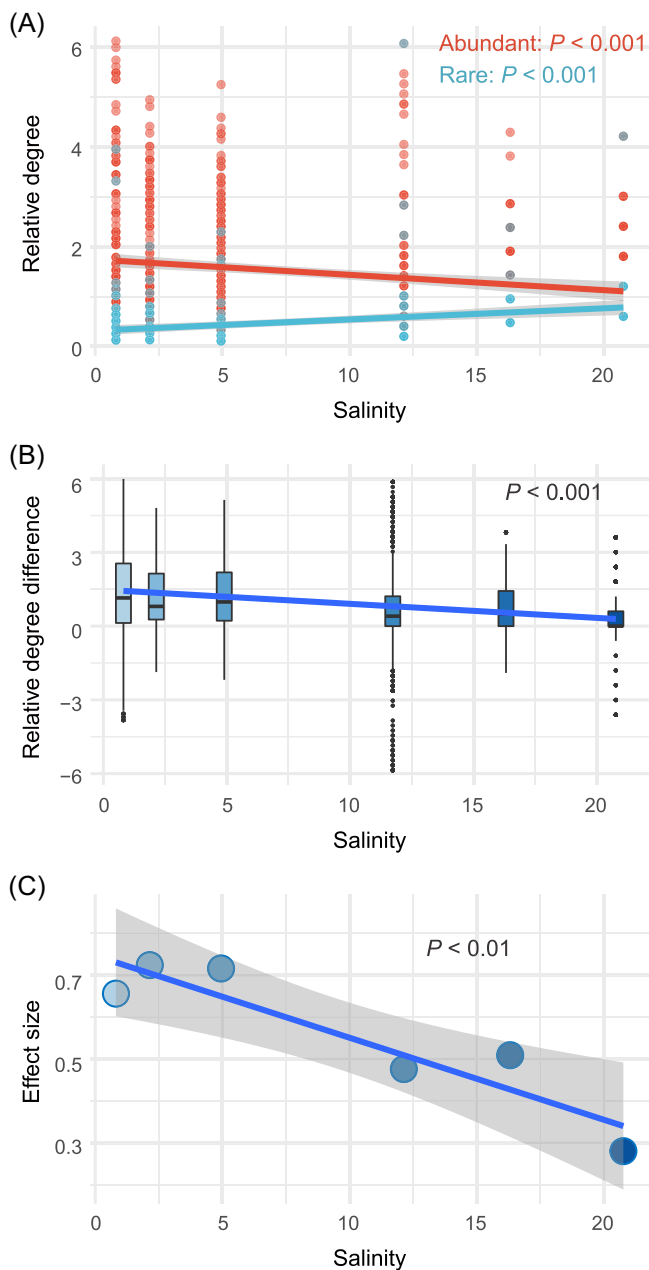 (A)
Abundant: P < 0.001
Rare: P < 0.001
Relative degree
6
4
2
0
0 5 10 15 20
Salinity
(B)
P < 0.001
Relative degree difference
6
3
0
−3
−6
0 5 10 15 20
Salinity
(C)
P < 0.01
Effect size
0.7
0.5
0.3
0 5 10 15 20
Salinity